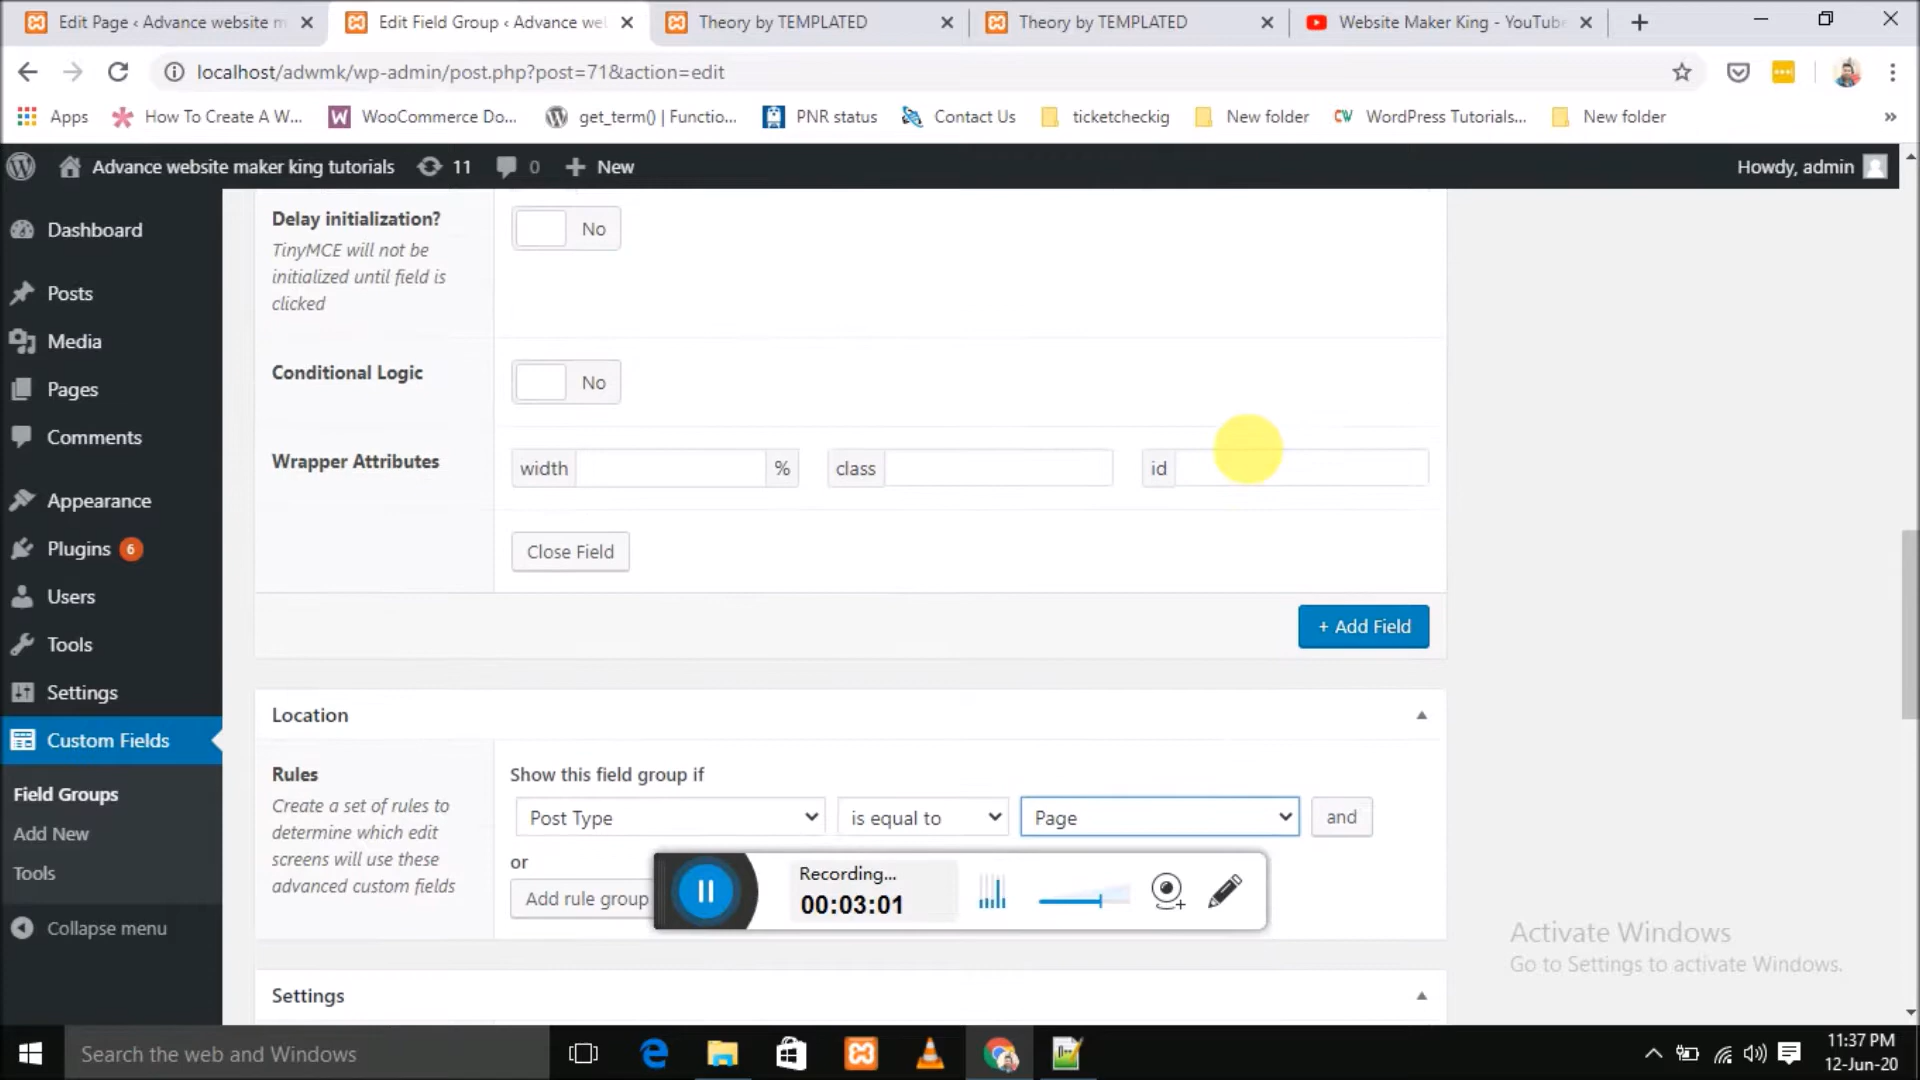 Edit Page ‹ Advance website m
Edit Field Group ‹ Advance wel
Theory by TEMPLATED
Theory by TEMPLATED
Website Maker King - YouTube
localhost/adwmk/wp-admin/post.php?post=71&action=edit
Apps
How To Create A W...
WooCommerce Do...
get_term() | Functio...
PNR status
Contact Us
ticketcheckig
New folder
WordPress Tutorials...
New folder
»
Advance website maker king tutorials
11
0
New
Howdy, admin
Dashboard
Posts
Media
Pages
Comments
Appearance
Plugins 6
Users
Tools
Settings
Custom Fields
Field Groups
Add New
Tools
Collapse menu
Delay initialization?
TinyMCE will not be
initialized until field is
clicked
No
Conditional Logic
No
Wrapper Attributes
width
%
class
id
Close Field
+ Add Field
Location
Rules
Create a set of rules to
determine which edit
screens will use these
advanced custom fields
Show this field group if
Post Type
is equal to
Page
and
or
Add rule group
Recording...
00:03:01
Settings
Activate Windows
Go to Settings to activate Windows.
Search the web and Windows
11:37 PM
12-Jun-20